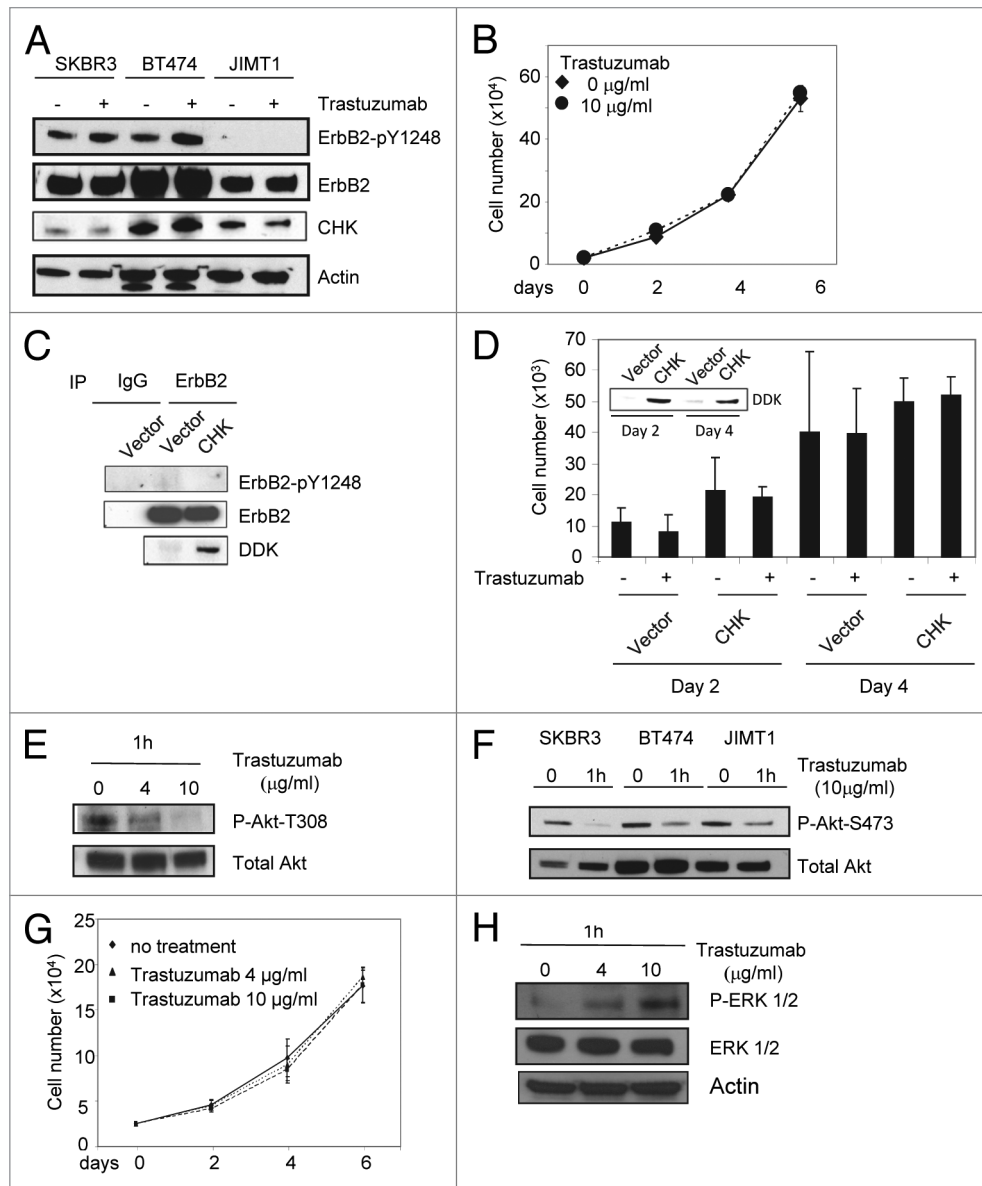 A
SKBR3 BT474 JIMT1
- + - + - + Trastuzumab
ErbB2-pY1248
ErbB2
CHK
Actin
B
Trastuzumab
0 µg/ml
10 µg/ml
Cell number (x10⁴)
60
40
20
0
days 0 2 4 6
C
IP IgG ErbB2
Vector Vector CHK
ErbB2-pY1248
ErbB2
DDK
D
Cell number (x10³)
70
60
50
40
30
20
10
0
Vector CHK Vector CHK
DDK
Day 2 Day 4
Trastuzumab - + - + - + - +
Vector CHK Vector CHK
Day 2 Day 4
E
1h
Trastuzumab
0 4 10 (µg/ml)
P-Akt-T308
Total Akt
F
SKBR3 BT474 JIMT1
0 1h 0 1h 0 1h Trastuzumab
(10µg/ml)
P-Akt-S473
Total Akt
G
Cell number (x10⁴)
25
20
15
10
5
0
no treatment
Trastuzumab 4 µg/ml
Trastuzumab 10 µg/ml
days 0 2 4 6
H
1h
Trastuzumab
0 4 10 (µg/ml)
P-ERK 1/2
ERK 1/2
Actin